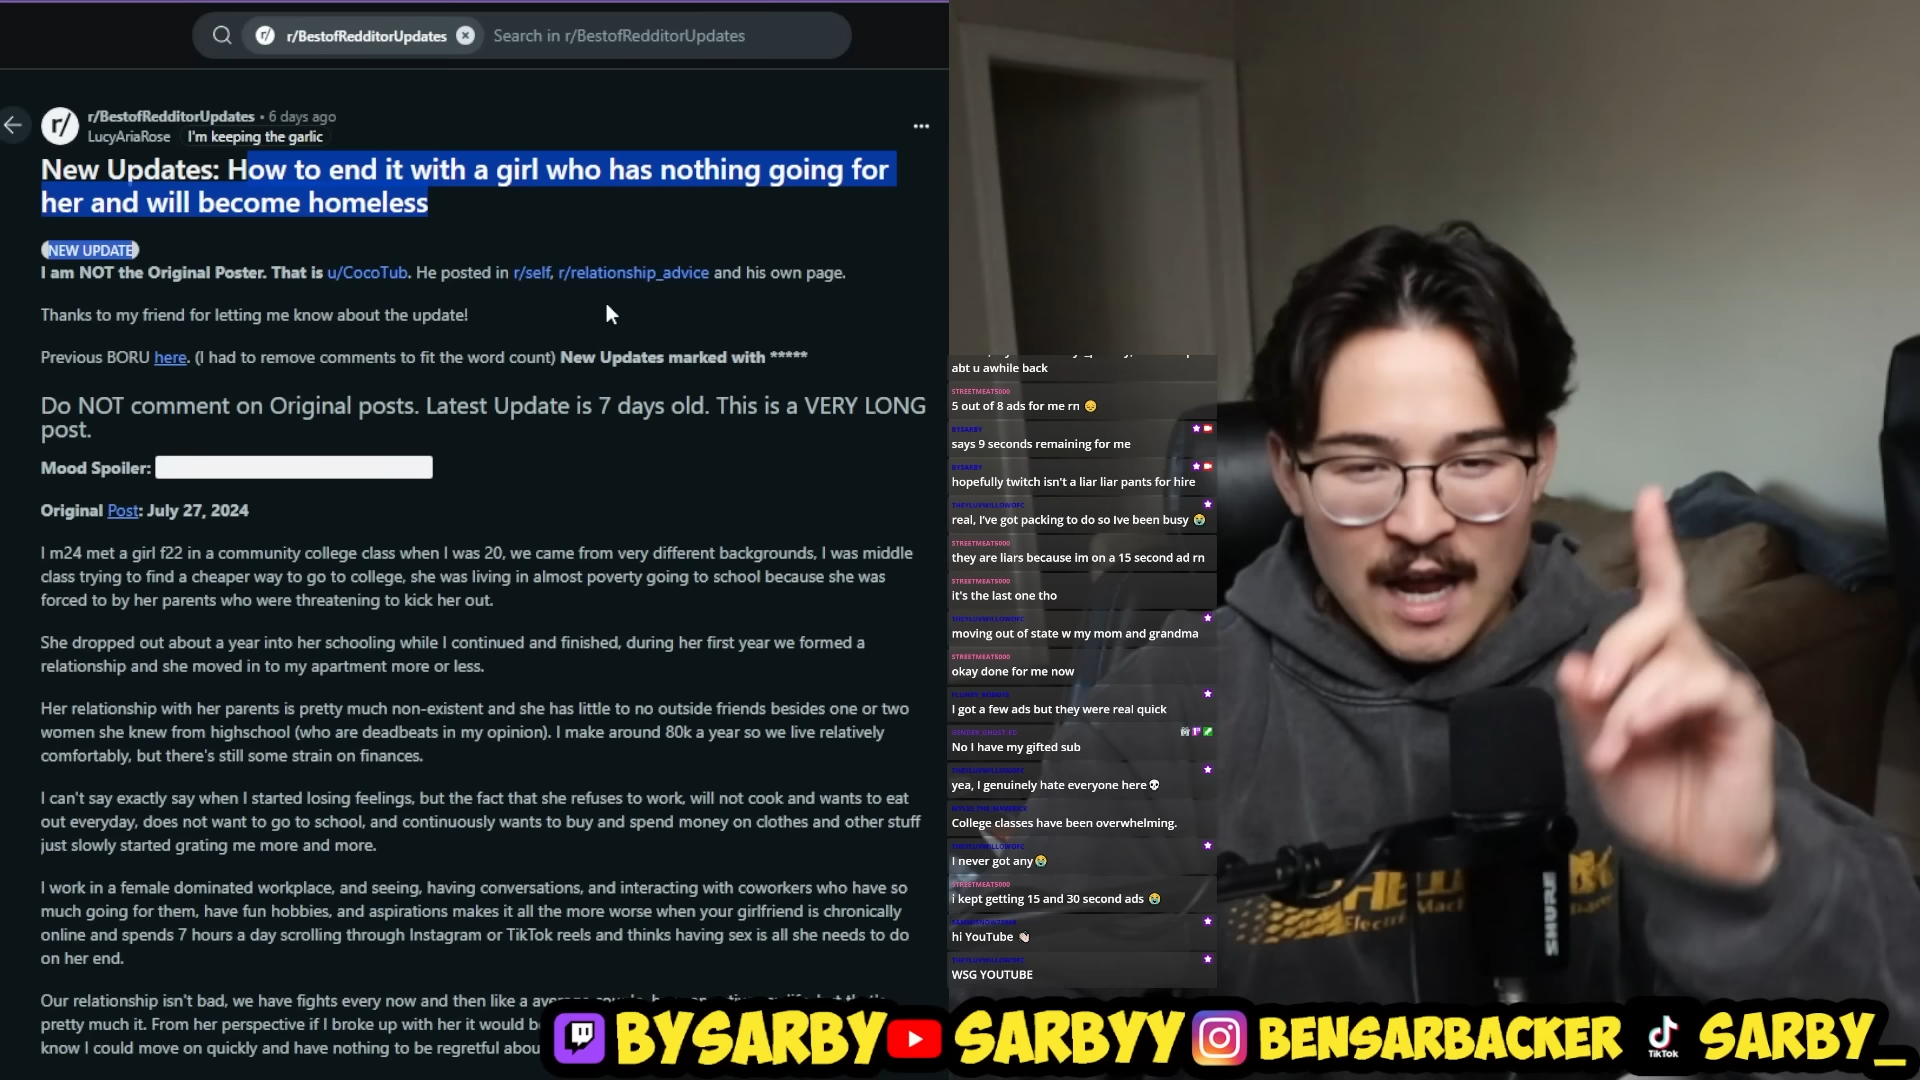 r/BestofRedditorUpdates
Search in r/BestofRedditorUpdates
r/BestofRedditorUpdates • 6 days ago
LucyAriaRose I'm keeping the garlic
New Updates: How to end it with a girl who has nothing going for
her and will become homeless
NEW UPDATE
I am NOT the Original Poster. That is u/CocoTub. He posted in r/self, r/relationship_advice and his own page.
Thanks to my friend for letting me know about the update!
Previous BORU here. (I had to remove comments to fit the word count) New Updates marked with *****
Do NOT comment on Original posts. Latest Update is 7 days old. This is a VERY LONG
post.
Mood Spoiler:
Original Post: July 27, 2024
I m24 met a girl f22 in a community college class when I was 20, we came from very different backgrounds, I was middle
class trying to find a cheaper way to go to college, she was living in almost poverty going to school because she was
forced to by her parents who were threatening to kick her out.
She dropped out about a year into her schooling while I continued and finished, during her first year we formed a
relationship and she moved in to my apartment more or less.
Her relationship with her parents is pretty much non-existent and she has little to no outside friends besides one or two
women she knew from highschool (who are deadbeats in my opinion). I make around 80k a year so we live relatively
comfortably, but there's still some strain on finances.
I can't say exactly say when I started losing feelings, but the fact that she refuses to work, will not cook and wants to eat
out everyday, does not want to go to school, and continuously wants to buy and spend money on clothes and other stuff
just slowly started grating me more and more.
I work in a female dominated workplace, and seeing, having conversations, and interacting with coworkers who have so
much going for them, have fun hobbies, and aspirations makes it all the more worse when your girlfriend is chronically
online and spends 7 hours a day scrolling through Instagram or TikTok reels and thinks having sex is all she needs to do
on her end.
Our relationship isn't bad, we have fights every now and then like a
pretty much it. From her perspective if I broke up with her it would
know I could move on quickly and have nothing to be regretful
abt u awhile back
STREETMEAT5000
5 out of 8 ads for me rn 😔
BYSARBY
says 9 seconds remaining for me
BYSARBY
hopefully twitch isn't a liar liar pants for hire
real, I've got packing to do so Ive been busy 😭
STREETMEAT5000
they are liars because im on a 15 second ad rn
STREETMEAT5000
it's the last one tho
moving out of state w my mom and grandma
STREETMEAT5000
okay done for me now
I got a few ads but they were real quick
No I have my gifted sub
yea, I genuinely hate everyone here💀
College classes have been overwhelming.
I never got any😭
STREETMEAT5000
i kept getting 15 and 30 second ads 😭
hi YouTube 👋🏻
WSG YOUTUBE
SHURE
BYSARBY SARBYY BENSARBACKER TikTok SARBY_